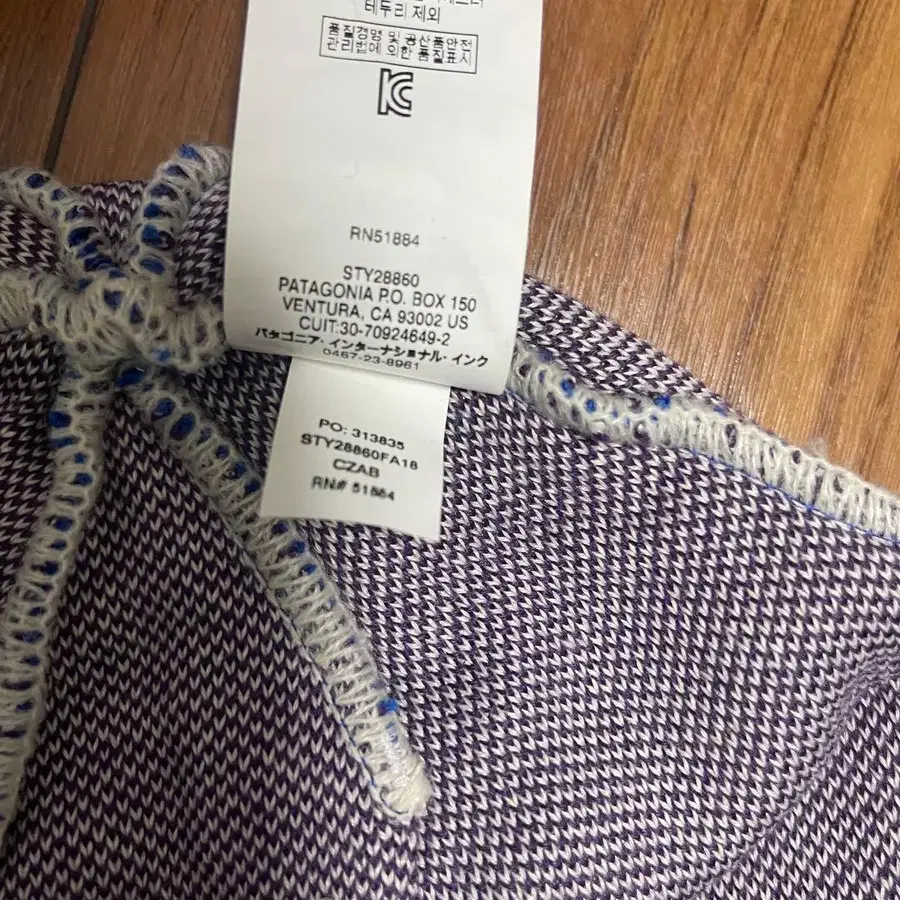 테두리 제외
품질경영 및 공산품안전
관리법에 의한 품질표시
RN51884
STY28860
PATAGONIA P.O. BOX 150
VENTURA, CA 93002 US
CUIT:30-70924649-2
パタゴニア・インターナショナル・インク
0467-23-8961
PO: 313835
STY28860FA18
CZAB
RN# 51884